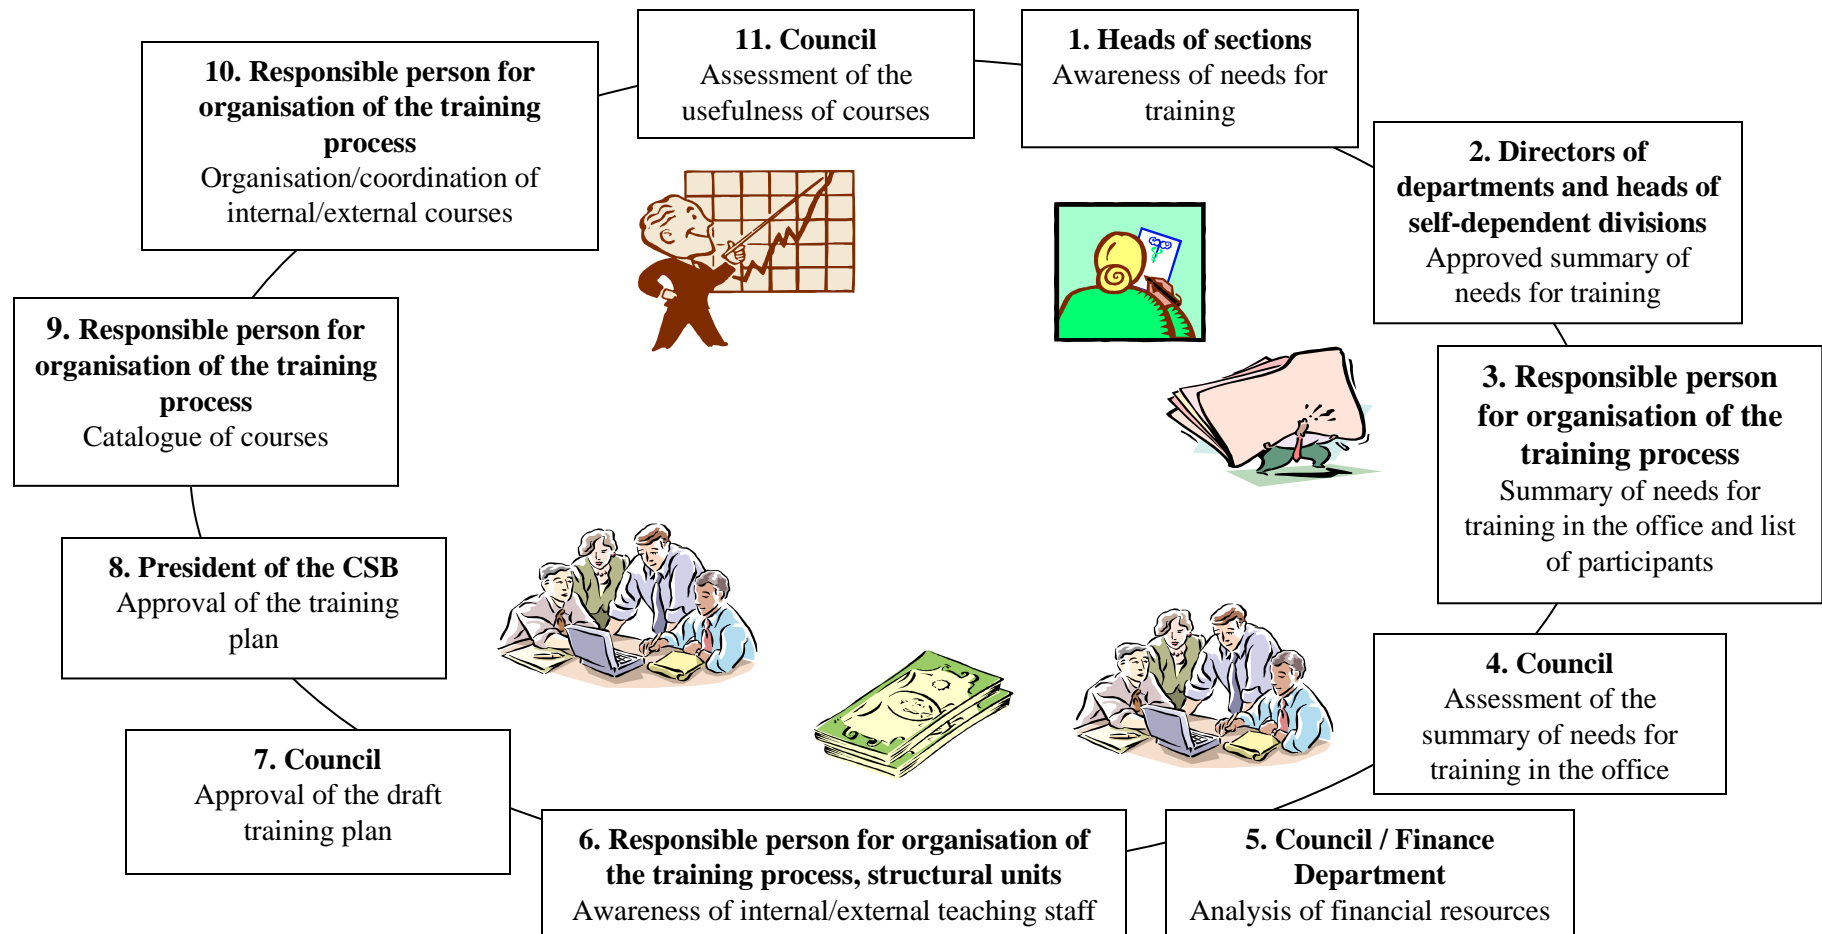 1. Heads of sections
Awareness of needs for
training
2. Directors of
departments and heads of
self-dependent divisions
Approved summary of
needs for training
3. Responsible person
for organisation of the
training process
Summary of needs for
training in the office and list
of participants
4. Council
Assessment of the
summary of needs for
training in the office
5. Council / Finance
Department
Analysis of financial resources
6. Responsible person for organisation of
the training process, structural units
Awareness of internal/external teaching staff
7. Council
Approval of the draft
training plan
8. President of the CSB
Approval of the training
plan
9. Responsible person for
organisation of the training
process
Catalogue of courses
10. Responsible person for
organisation of the training
process
Organisation/coordination of
internal/external courses
11. Council
Assessment of the
usefulness of courses